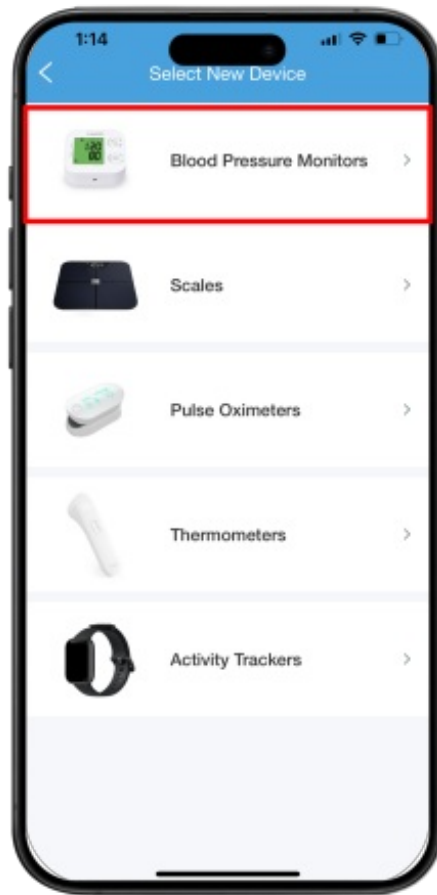 1:14
Select New Device
Blood Pressure Monitors
Scales
Pulse Oximeters
Thermometers
Activity Trackers